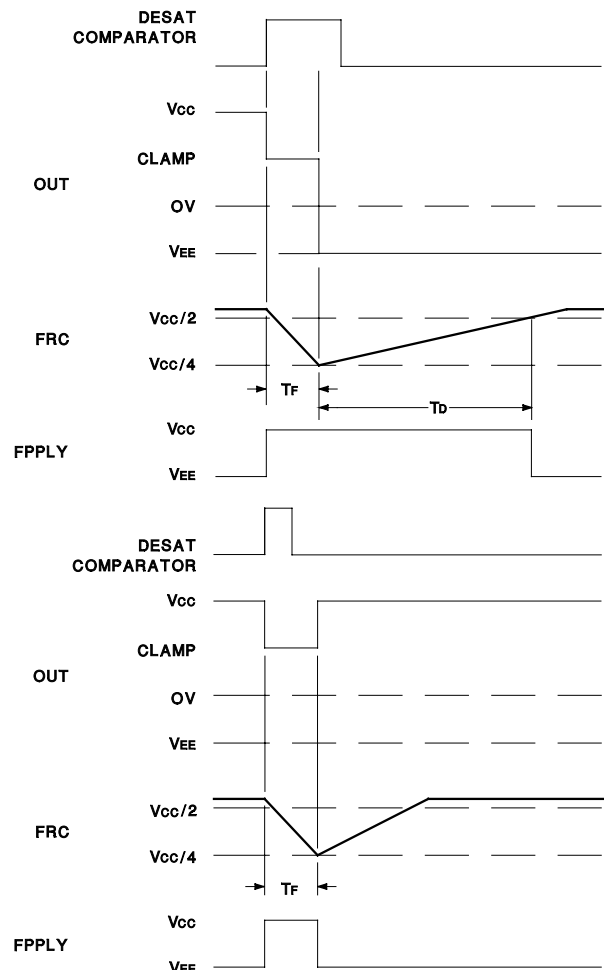 DESAT
COMPARATOR
VCC
CLAMP
OUT
OV
VEE
VCC/2
FRC
VCC/4
TF
TD
VCC
FPPLY
VEE
DESAT
COMPARATOR
VCC
CLAMP
OUT
OV
VEE
VCC/2
FRC
VCC/4
TF
VCC
FPPLY
VEE